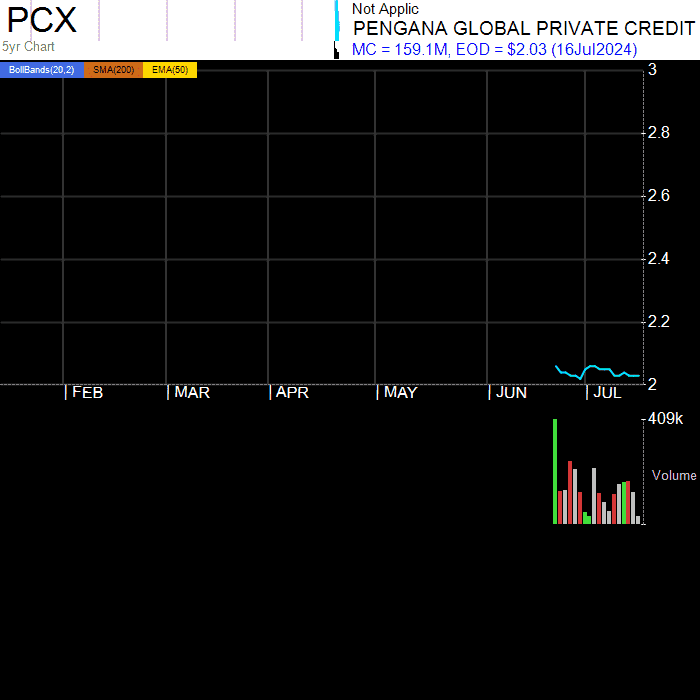 PCX
5yr Chart
Not Applic
PENGANA GLOBAL PRIVATE CREDIT
MC = 159.1M, EOD = $2.03 (16Jul2024)
BollBands(20,2) SMA(200) EMA(50)
3
2.8
2.6
2.4
2.2
2
| FEB | MAR | APR | MAY | JUN | JUL
409k
Volume